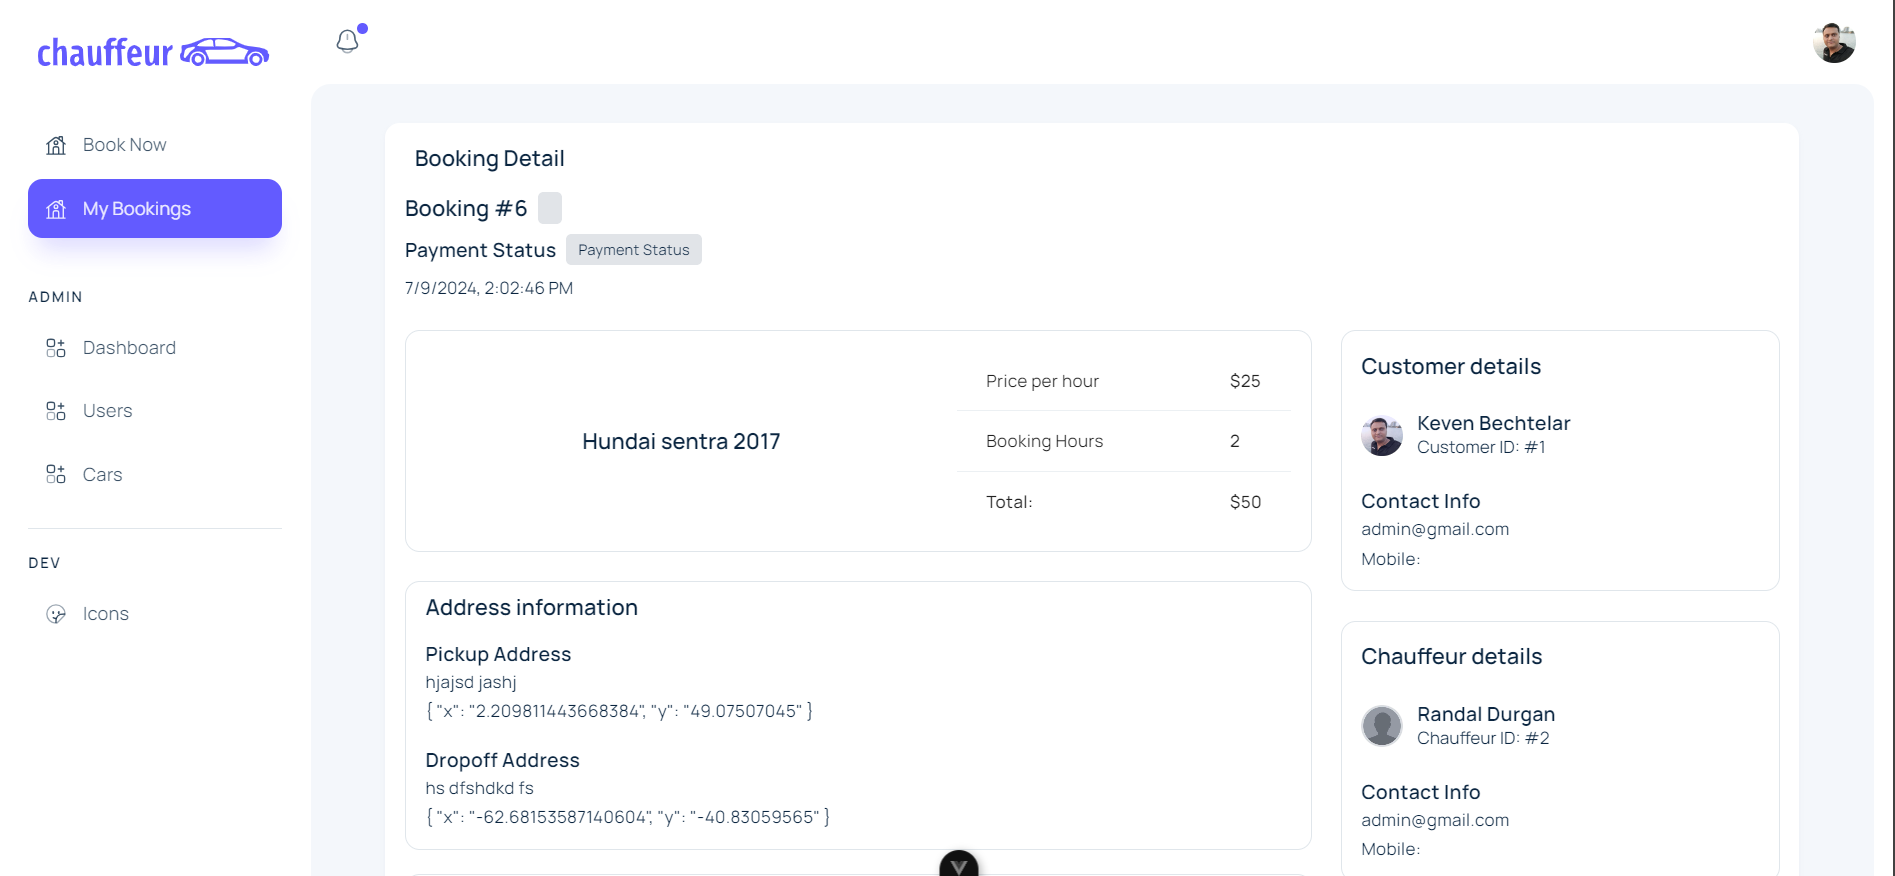 chauffeur
Book Now
My Bookings
ADMIN
Dashboard
Users
Cars
DEV
Icons
Booking Detail
Booking #6
Payment Status Payment Status
7/9/2024, 2:02:46 PM
Hundai sentra 2017
Price per hour $25
Booking Hours 2
Total: $50
Address information
Pickup Address
hjajsd jashj
{ "x": "2.209811443668384", "y": "49.07507045" }
Dropoff Address
hs dfshdkd fs
{ "x": "-62.68153587140604", "y": "-40.83059565" }
Customer details
Keven Bechtelar
Customer ID: #1
Contact Info
admin@gmail.com
Mobile:
Chauffeur details
Randal Durgan
Chauffeur ID: #2
Contact Info
admin@gmail.com
Mobile: